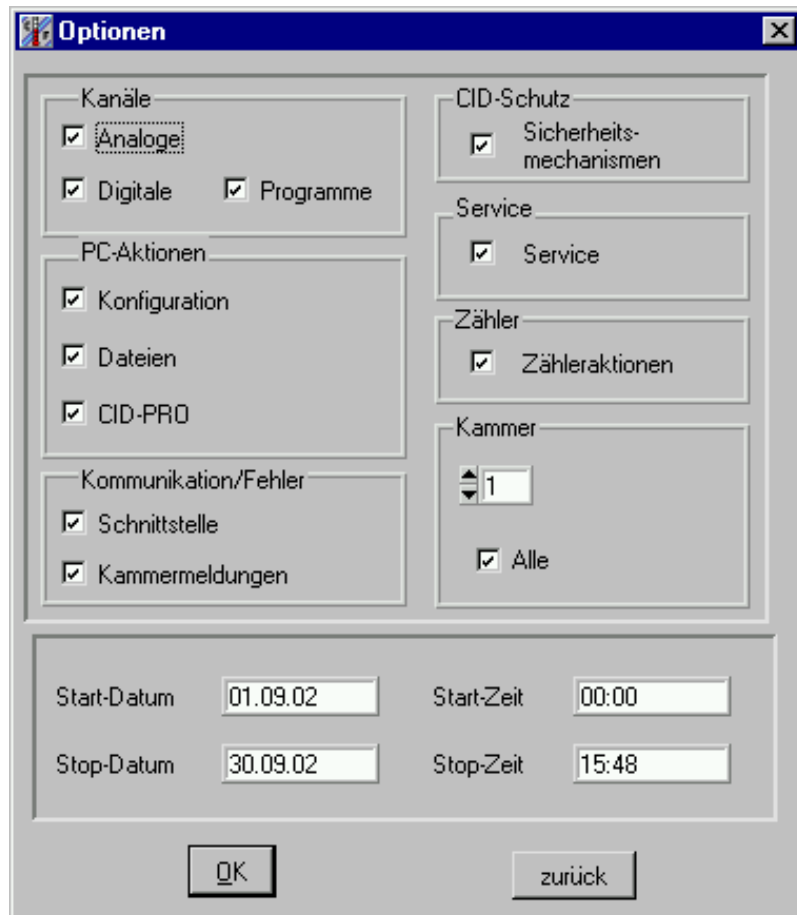 Optionen
Kanäle
Analoge
Digitale
Programme
PC-Aktionen
Konfiguration
Dateien
CID-PRO
Kommunikation/Fehler
Schnittstelle
Kammermeldungen
CID-Schutz
Sicherheits-
mechanismen
Service
Service
Zähler
Zähleraktionen
Kammer
1
Alle
Start-Datum 01.09.02 Start-Zeit 00:00
Stop-Datum 30.09.02 Stop-Zeit 15:48
OK zurück